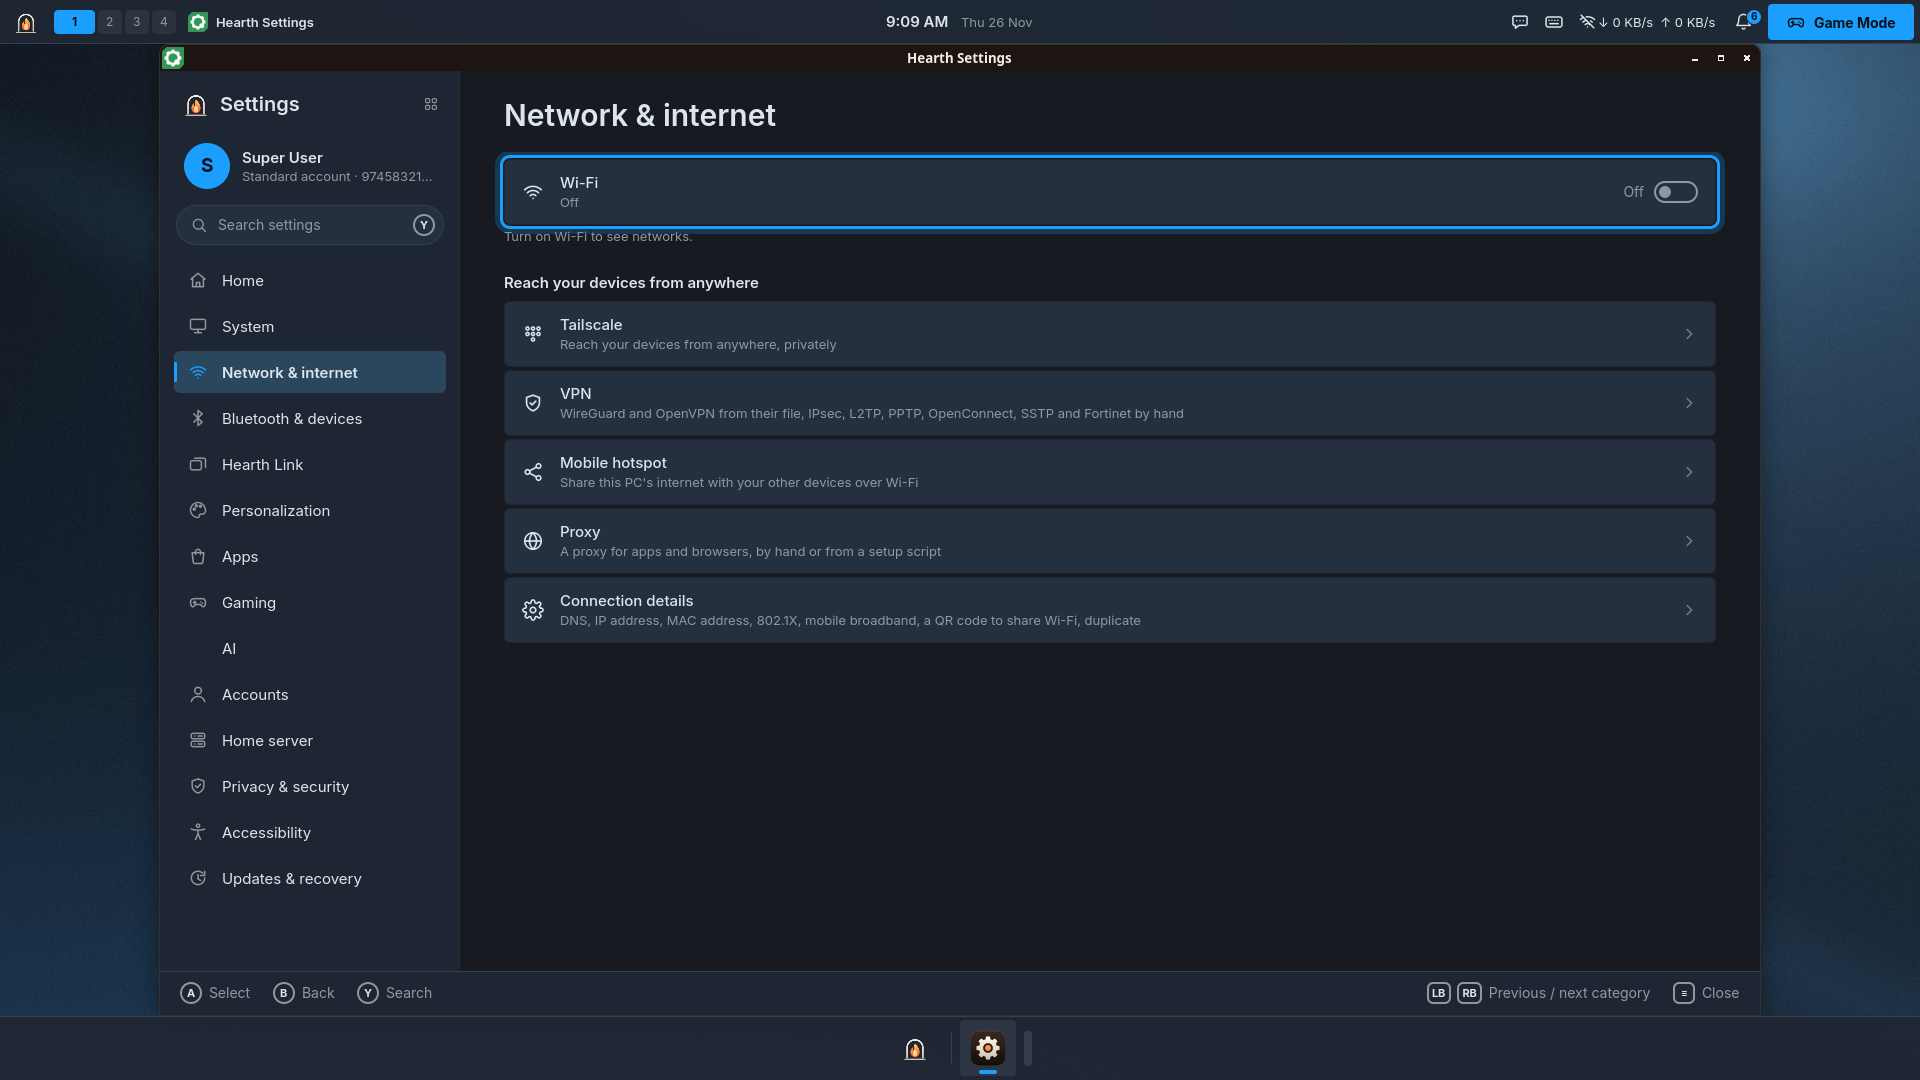 1 2 3 4 Hearth Settings
9:09 AM Thu 26 Nov
↓ 0 KB/s ↑ 0 KB/s
6
Game Mode
Hearth Settings
Settings
S
Super User
Standard account · 97458321...
Search settings
Y
Home
System
Network & internet
Bluetooth & devices
Hearth Link
Personalization
Apps
Gaming
AI
Accounts
Home server
Privacy & security
Accessibility
Updates & recovery
Network & internet
Wi-Fi
Off
Off
Turn on Wi-Fi to see networks.
Reach your devices from anywhere
Tailscale
Reach your devices from anywhere, privately
VPN
WireGuard and OpenVPN from their file, IPsec, L2TP, PPTP, OpenConnect, SSTP and Fortinet by hand
Mobile hotspot
Share this PC's internet with your other devices over Wi-Fi
Proxy
A proxy for apps and browsers, by hand or from a setup script
Connection details
DNS, IP address, MAC address, 802.1X, mobile broadband, a QR code to share Wi-Fi, duplicate
A Select B Back Y Search
LB RB Previous / next category ≡ Close